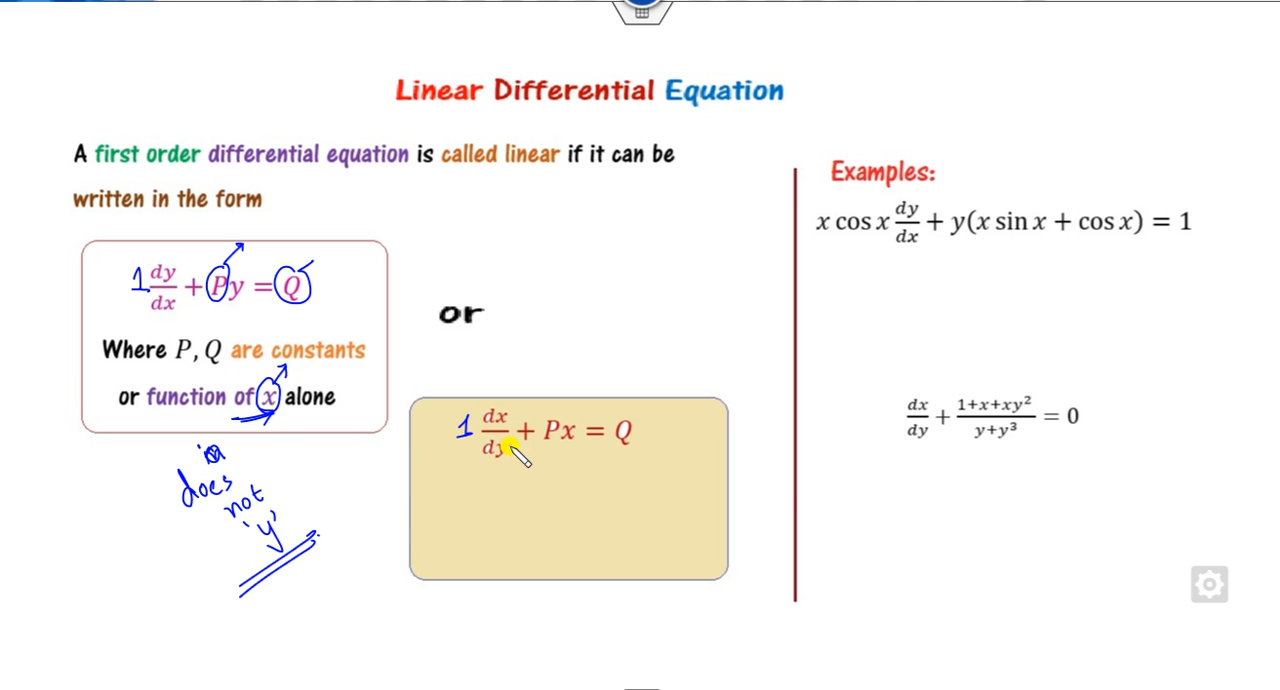 Linear Differential Equation
A first order differential equation is called linear if it can be
written in the form
1 dy/dx + Py = Q
Where P, Q are constants
or function of x alone
does
not
'y'
or
1 dx/dy + Px = Q
Examples:
x cos x dy/dx + y(x sin x + cos x) = 1
dx/dy + (1+x+xy²)/(y+y³) = 0